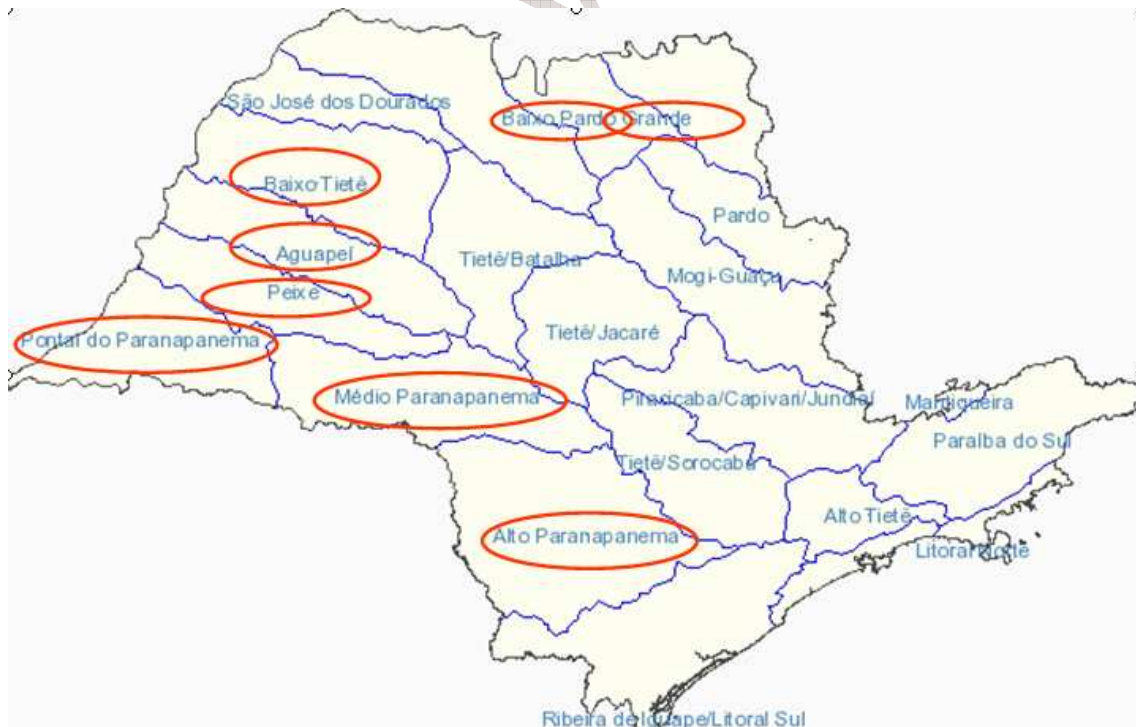 São José dos Dourados
Baixo Pardo Grande
Baixo Tietê
Pardo
Aguapeí
Tietê/Batalha
Mogi-Guaçu
Peixe
Pontal do Paranapanema
Tietê/Jacaré
Médio Paranapanema
Piracicaba/Capivari/Jundiaí
Mantiqueira
Paraíba do Sul
Tietê/Sorocaba
Alto Tietê
Alto Paranapanema
Litoral Norte
Ribeira de Iguape/Litoral Sul